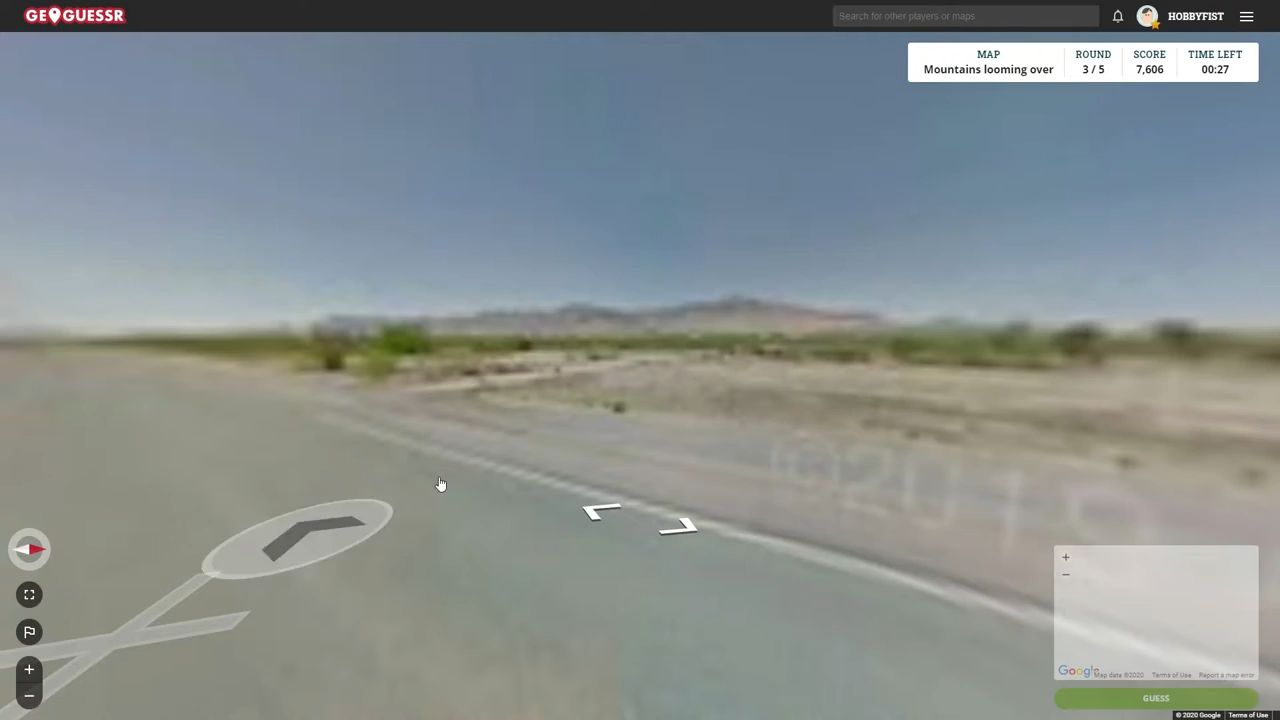 GEOGUESSR
Search for other players or maps
HOBBYFIST
MAP
Mountains looming over
ROUND
3 / 5
SCORE
7,606
TIME LEFT
00:27
+
−
Google
Map data ©2020
Terms of Use
Report a map error
GUESS
+
−
© 2020 Google
Terms of Use